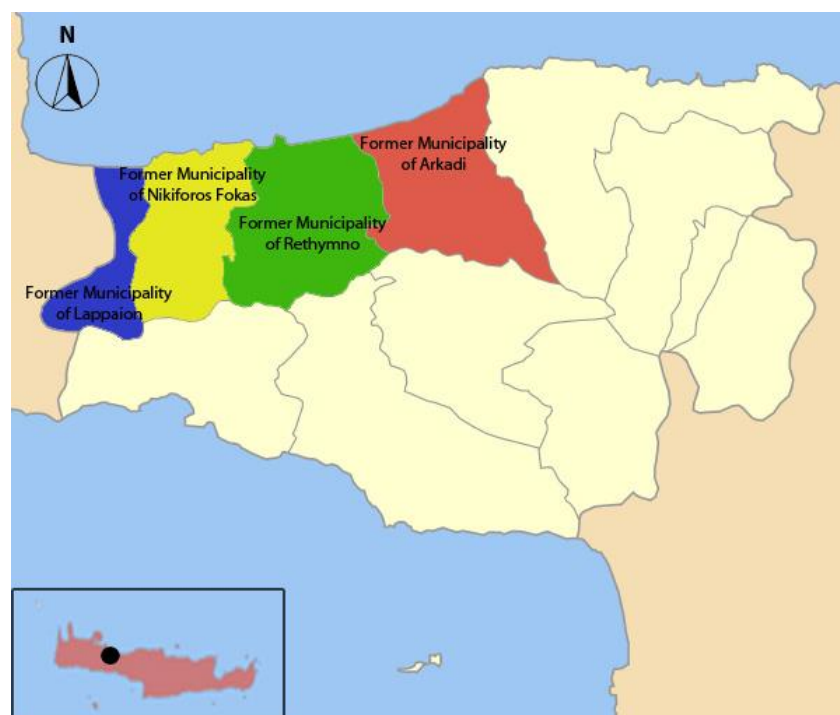 N
Former Municipality
of Arkadi
Former Municipality
of Nikiforos Fokas
Former Municipality
of Rethymno
Former Municipality
of Lappaion